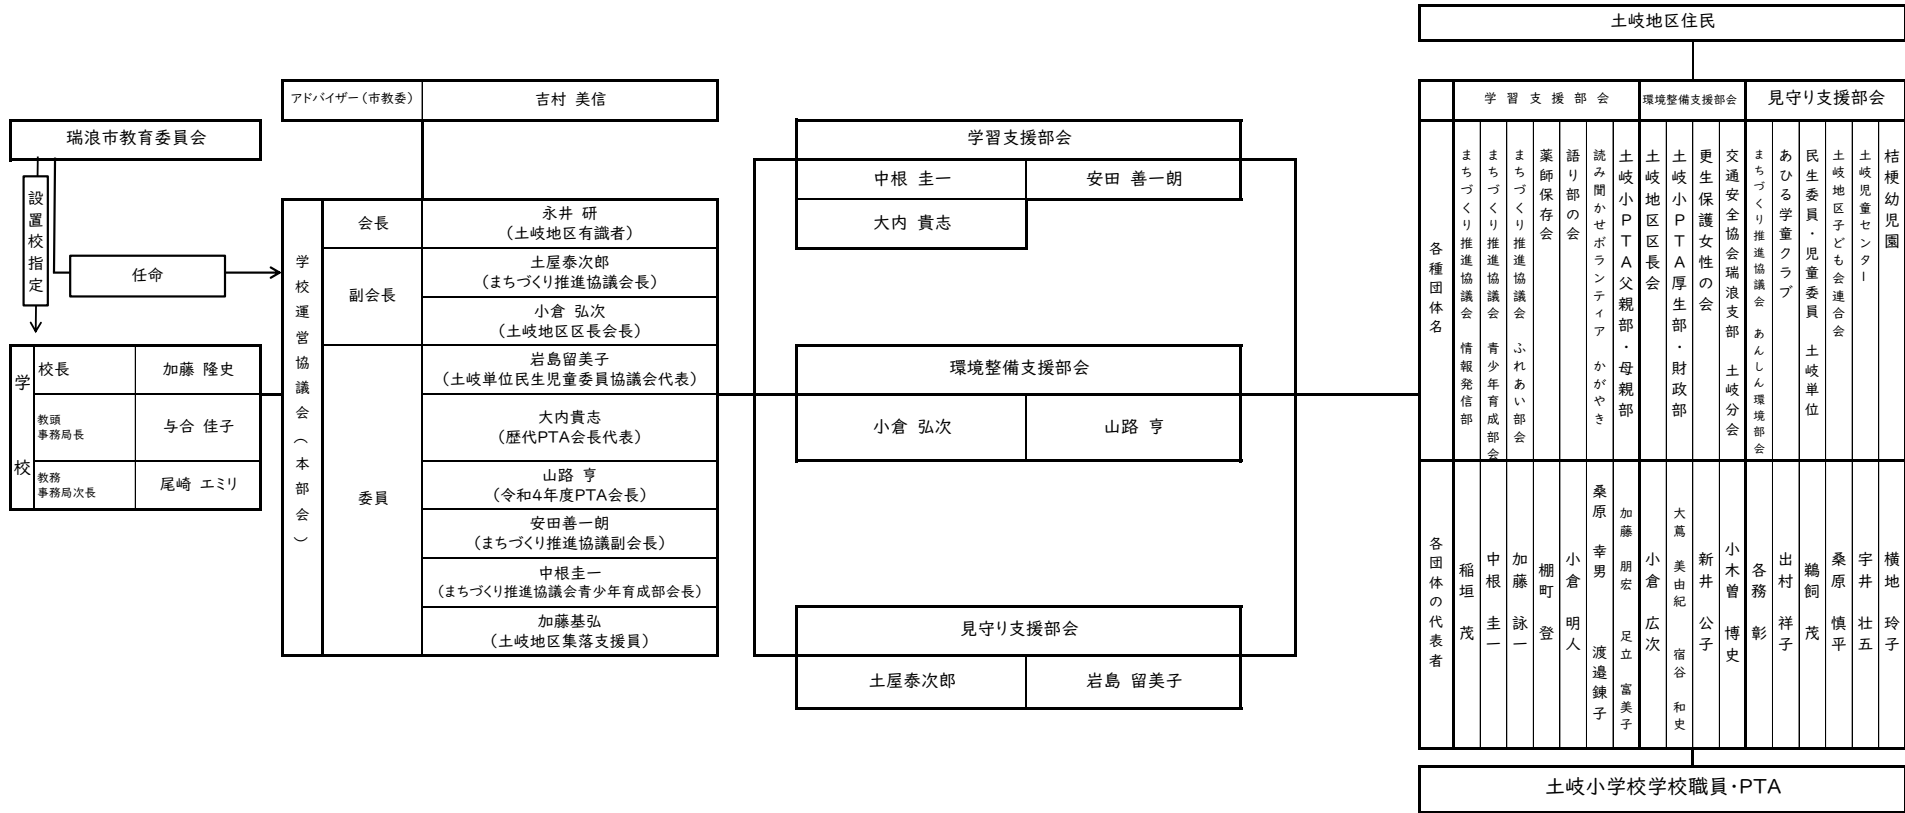 瑞浪市教育委員会
設置校指定
任命
学校
校長
加藤 隆史
教頭
事務局長
与合 佳子
教務
事務局次長
尾崎 エミリ
アドバイザー(市教委)
吉村 美信
学校運営協議会(本部会)
会長
永井 研
(土岐地区有識者)
副会長
土屋泰次郎
(まちづくり推進協議会長)
小倉 弘次
(土岐地区区長会長)
委員
岩島留美子
(土岐単位民生児童委員協議会代表)
大内貴志
(歴代PTA会長代表)
山路 亨
(令和4年度PTA会長)
安田善一朗
(まちづくり推進協議副会長)
中根圭一
(まちづくり推進協議会青少年育成部会長)
加藤基弘
(土岐地区集落支援員)
学習支援部会
中根 圭一
安田 善一朗
大内 貴志
環境整備支援部会
小倉 弘次
山路 亨
見守り支援部会
土屋泰次郎
岩島 留美子
土岐地区住民
学習支援部会
環境整備支援部会
見守り支援部会
各種団体名
まちづくり推進協議会 情報発信部
まちづくり推進協議会 青少年育成部会
まちづくり推進協議会 ふれあい部会
薬師保存会
語り部の会
読み聞かせボランティア かがやき
土岐小PTA父親部・母親部
土岐地区区長会
土岐小PTA厚生部・財政部
更生保護女性の会
交通安全協会瑞浪支部 土岐分会
まちづくり推進協議会 あんしん環境部会
あひる学童クラブ
民生委員・児童委員 土岐単位
土岐地区子ども会連合会
土岐児童センター
桔梗幼児園
各団体の代表者
稲垣 茂
中根 圭一
加藤 詠一
棚町 登
小倉 明人
桑原 幸男 渡邉錬子
加藤 朋宏 足立 富美子
小倉 広次
大蔦 美由紀 宿谷 和史
新井 公子
小木曽 博史
各務 彰
出村 祥子
鵜飼 茂
桑原 慎平
宇井 壮五
横地 玲子
土岐小学校学校職員・PTA